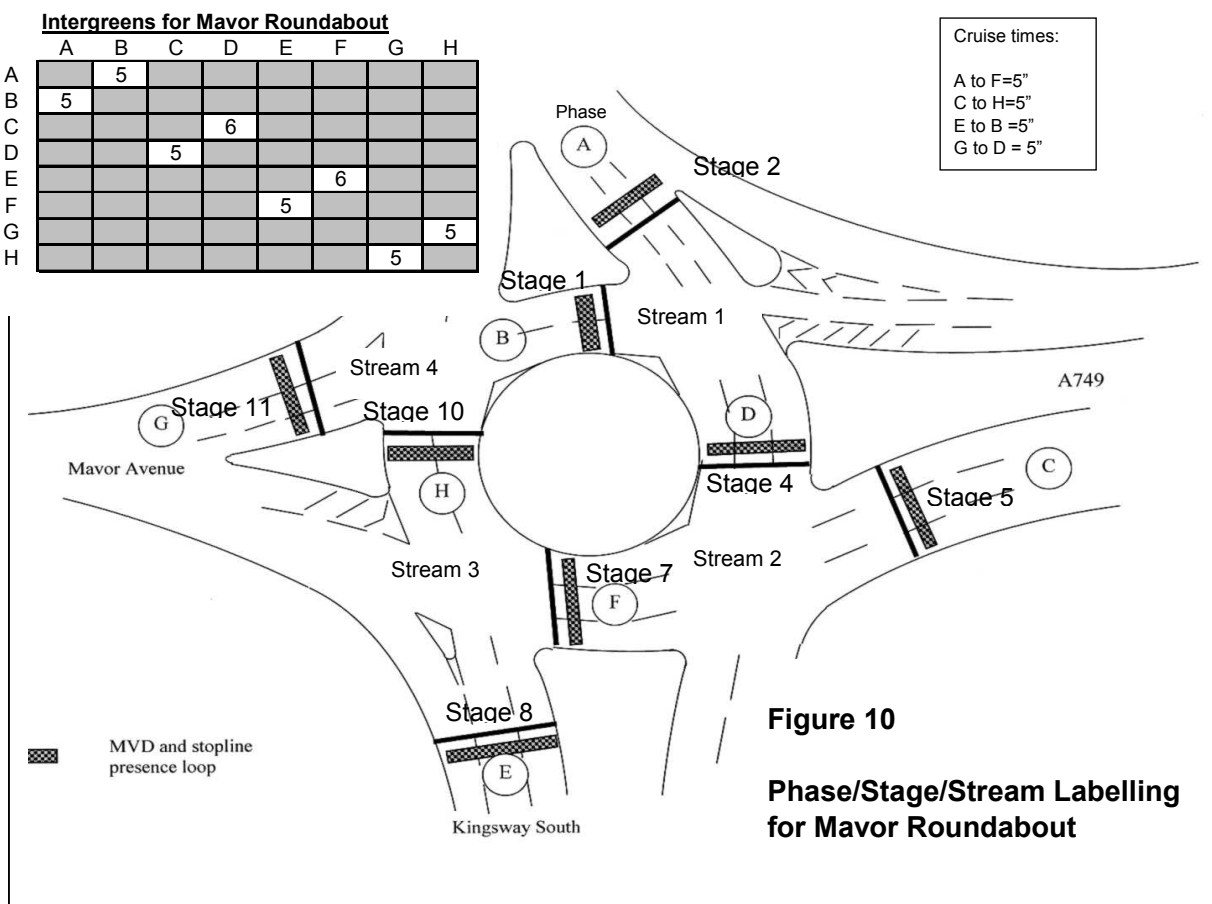 Intergreens for Mavor Roundabout
A B C D E F G H
A 5
B 5
C 6
D 5
E 6
F 5
G 5
H 5
Cruise times:
A to F=5”
C to H=5”
E to B =5”
G to D = 5”
Phase
A
Stage 2
Stage 1
Stream 1
B
Stream 4
A749
Stage 11
Stage 10
G
D
Mavor Avenue
C
Stage 4
Stage 5
H
Stream 3
Stage 7
Stream 2
F
Stage 8
Figure 10
MVD and stopline
presence loop
E
Phase/Stage/Stream Labelling
for Mavor Roundabout
Kingsway South